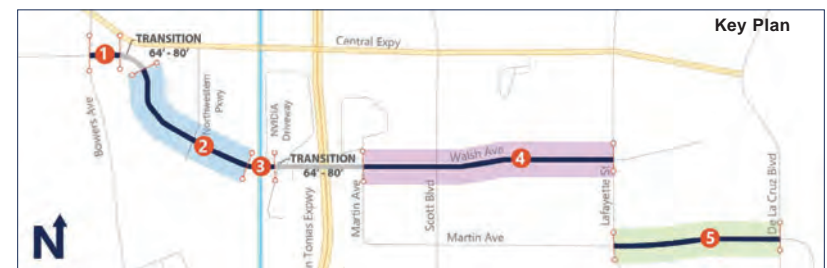 Key Plan
TRANSITION
64' - 80'
Central Expy
1
Bowers Ave
Northwestern
Pkwy
NVIDIA
Driveway
2
3
TRANSITION
64' - 80'
n Tomas Expwy
Martin Ave
Scott Blvd
Walsh Ave
4
Lafayette St
De La Cruz Blvd
Martin Ave
5
N